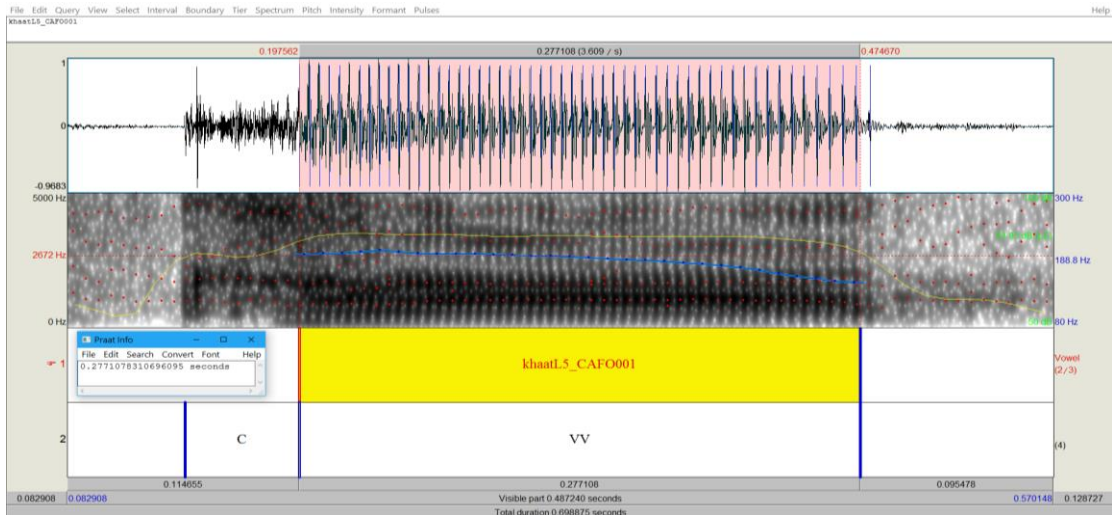 File Edit Query View Select Interval Boundary Tier Spectrum Pitch Intensity Formant Pulses Help
khaatL5_CAFO001
0.197562 0.277108 (3.609 / s) 0.474670
1
0
-0.9683
5000 Hz 300 Hz
2672 Hz 188.8 Hz
0 Hz 80 Hz
Praat Info
File Edit Search Convert Font Help
0.2771078310696095 seconds
1 khaatL5_CAFO001 Vowel
(2/3)
2 C VV (4)
0.114655 0.277108 0.095478
0.082908 0.082908 Visible part 0.487240 seconds 0.570148 0.128727
Total duration 0.698875 seconds